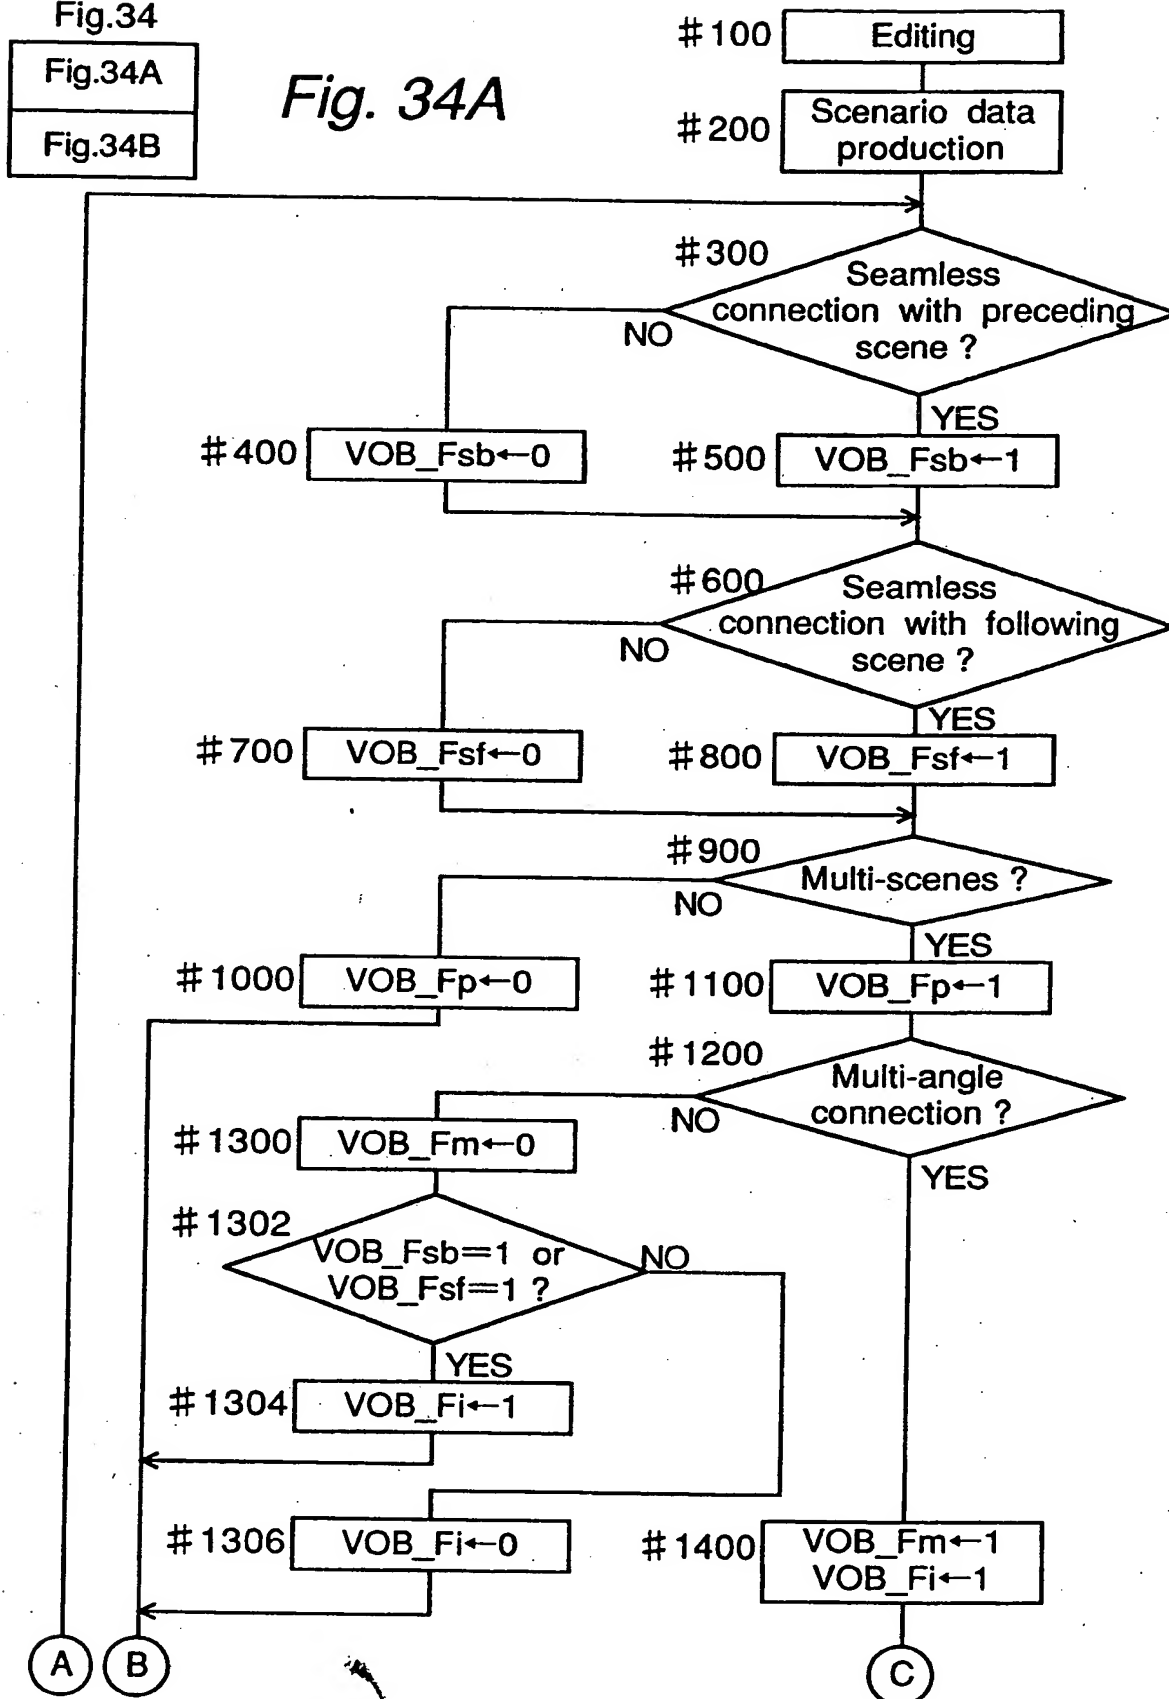 Fig.34
Fig.34A
Fig.34B
Fig. 34A
#100
Editing
#200
Scenario data
production
#300
Seamless
connection with preceding
scene ?
NO
YES
#400
VOB_Fsb←0
#500
VOB_Fsb←1
#600
Seamless
connection with following
scene ?
NO
YES
#700
VOB_Fsf←0
#800
VOB_Fsf←1
#900
Multi-scenes ?
NO
YES
#1000
VOB_Fp←0
#1100
VOB_Fp←1
#1200
Multi-angle
connection ?
NO
YES
#1300
VOB_Fm←0
#1302
VOB_Fsb=1 or
VOB_Fsf=1 ?
NO
YES
#1304
VOB_Fi←1
#1306
VOB_Fi←0
#1400
VOB_Fm←1
VOB_Fi←1
A
B
C